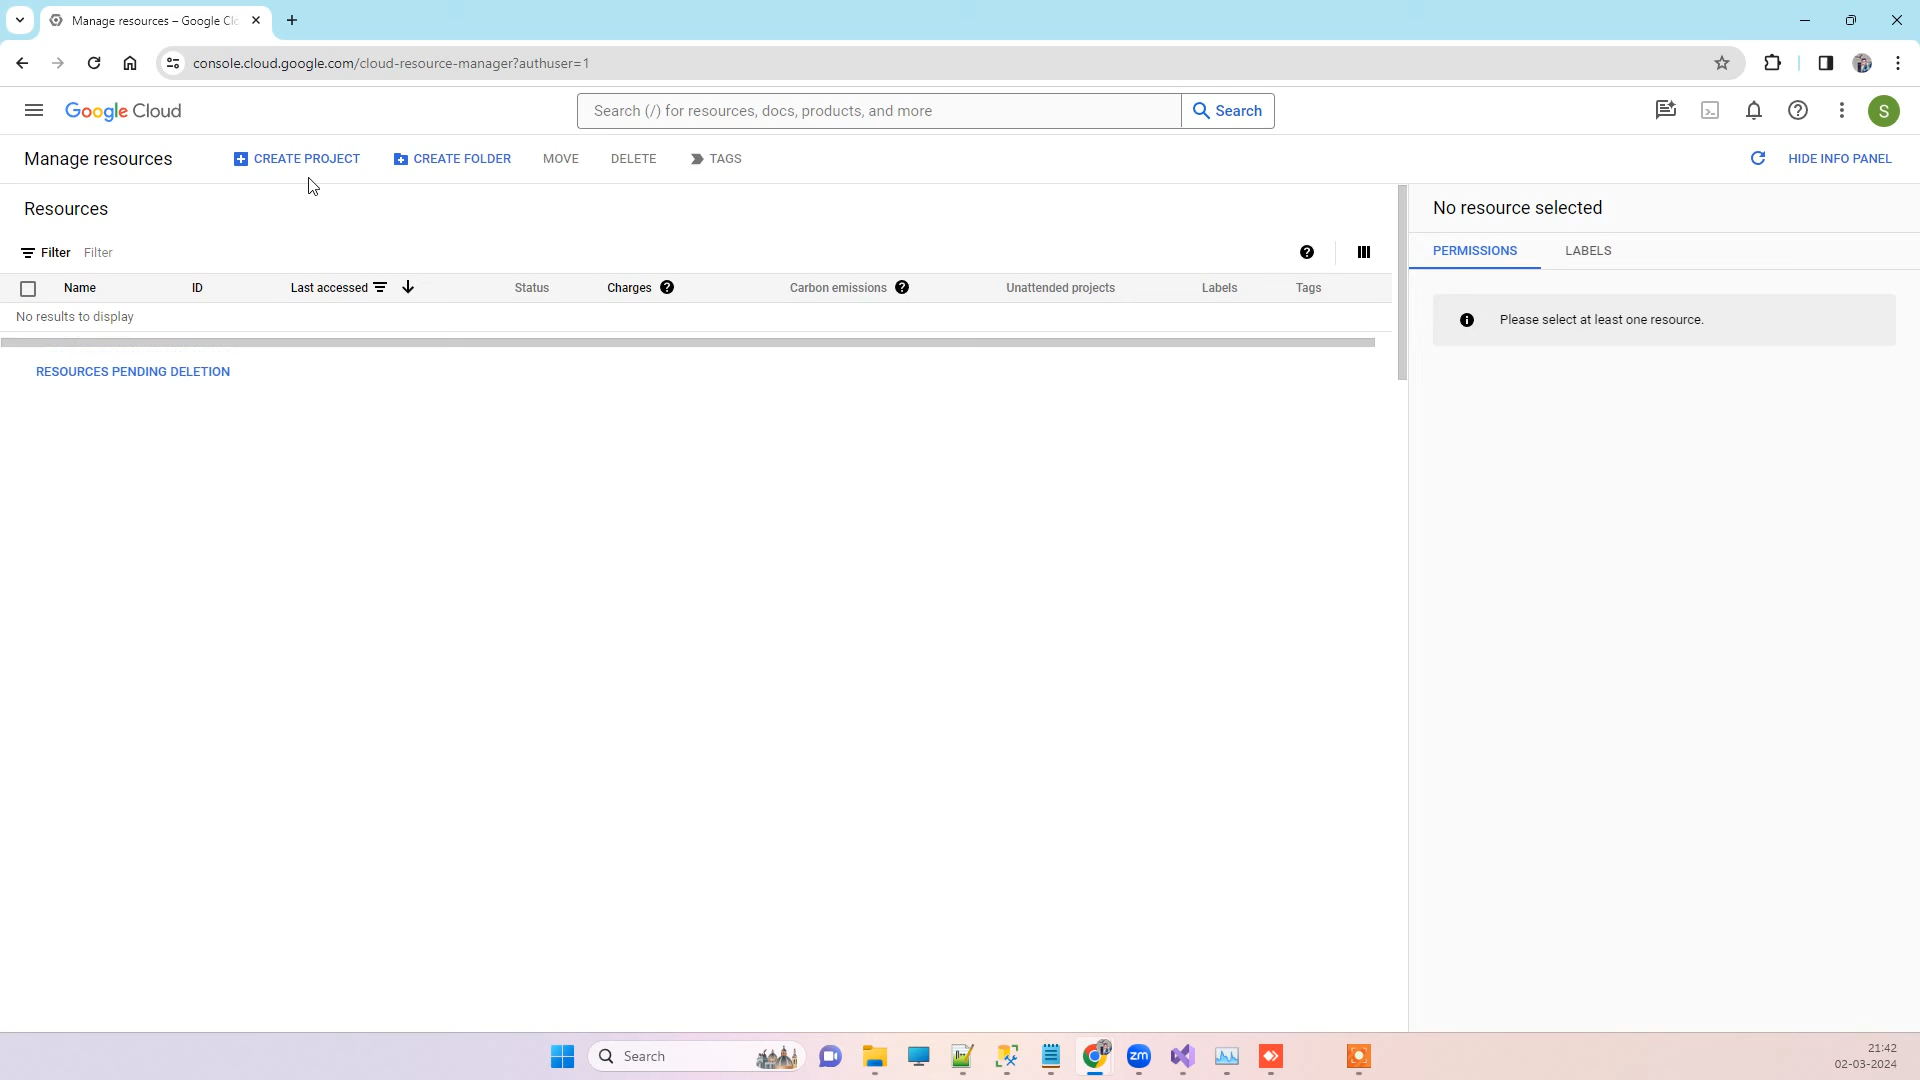 Manage resources – Google Cl
console.cloud.google.com/cloud-resource-manager?authuser=1
Google Cloud
Search (/) for resources, docs, products, and more
Search
S
Manage resources
CREATE PROJECT
CREATE FOLDER
MOVE
DELETE
TAGS
HIDE INFO PANEL
Resources
No resource selected
Filter Filter
PERMISSIONS
LABELS
Name ID Last accessed Status Charges Carbon emissions Unattended projects Labels Tags
No results to display
Please select at least one resource.
RESOURCES PENDING DELETION
Search
zm
21:42
02-03-2024